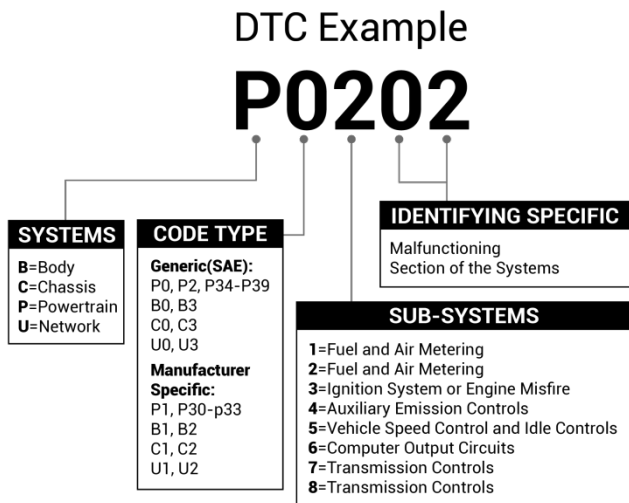 DTC Example
P0202
SYSTEMS
B=Body
C=Chassis
P=Powertrain
U=Network
CODE TYPE
Generic(SAE):
P0, P2, P34-P39
B0, B3
C0, C3
U0, U3
Manufacturer
Specific:
P1, P30-p33
B1, B2
C1, C2
U1, U2
IDENTIFYING SPECIFIC
Malfunctioning
Section of the Systems
SUB-SYSTEMS
1=Fuel and Air Metering
2=Fuel and Air Metering
3=Ignition System or Engine Misfire
4=Auxiliary Emission Controls
5=Vehicle Speed Control and Idle Controls
6=Computer Output Circuits
7=Transmission Controls
8=Transmission Controls